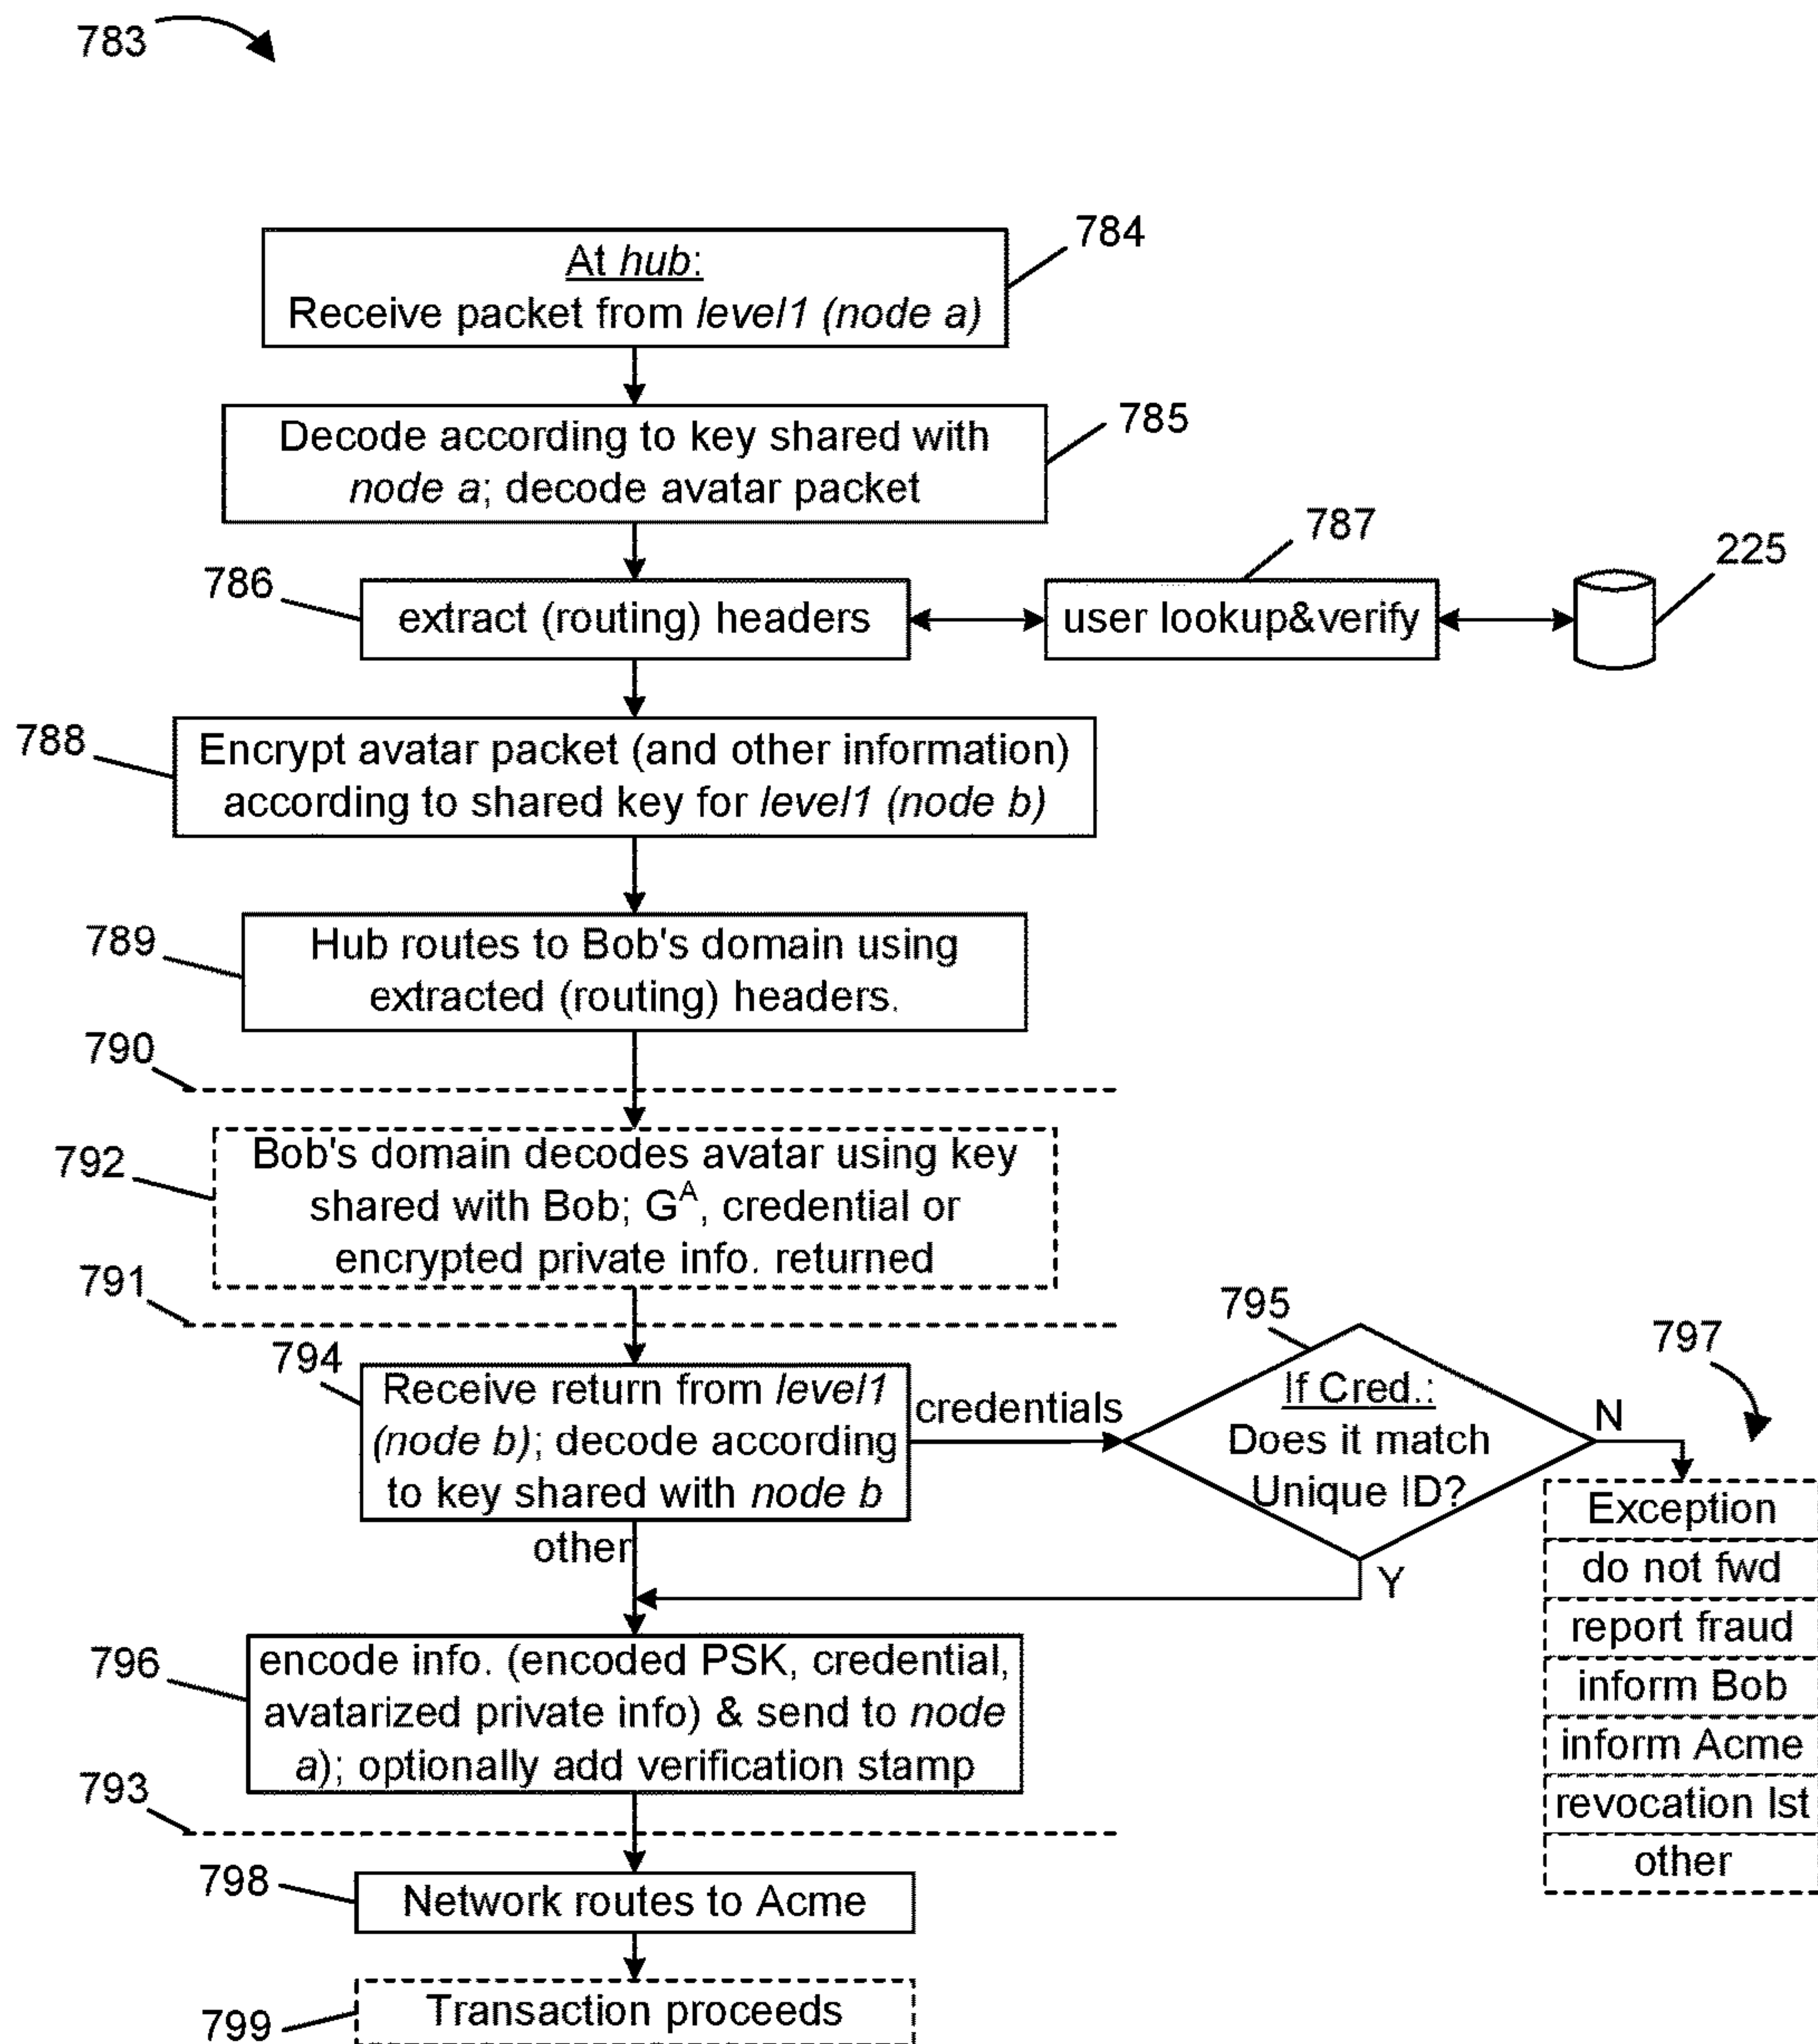 783
784
At hub:
Receive packet from level1 (node a)
785
Decode according to key shared with
node a; decode avatar packet
787
225
786
extract (routing) headers
user lookup&verify
788
Encrypt avatar packet (and other information)
according to shared key for level1 (node b)
789
Hub routes to Bob's domain using
extracted (routing) headers.
790
792
Bob's domain decodes avatar using key
shared with Bob; G^A, credential or
encrypted private info. returned
791
795
797
794
Receive return from level1
(node b); decode according
to key shared with node b
credentials
If Cred.:
Does it match
Unique ID?
N
Y
other
Exception
do not fwd
report fraud
inform Bob
inform Acme
revocation lst
other
796
encode info. (encoded PSK, credential,
avatarized private info) & send to node
a); optionally add verification stamp
793
798
Network routes to Acme
799
Transaction proceeds